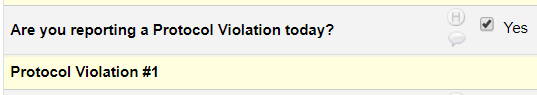 Are you reporting a Protocol Violation today? H Yes
Protocol Violation #1